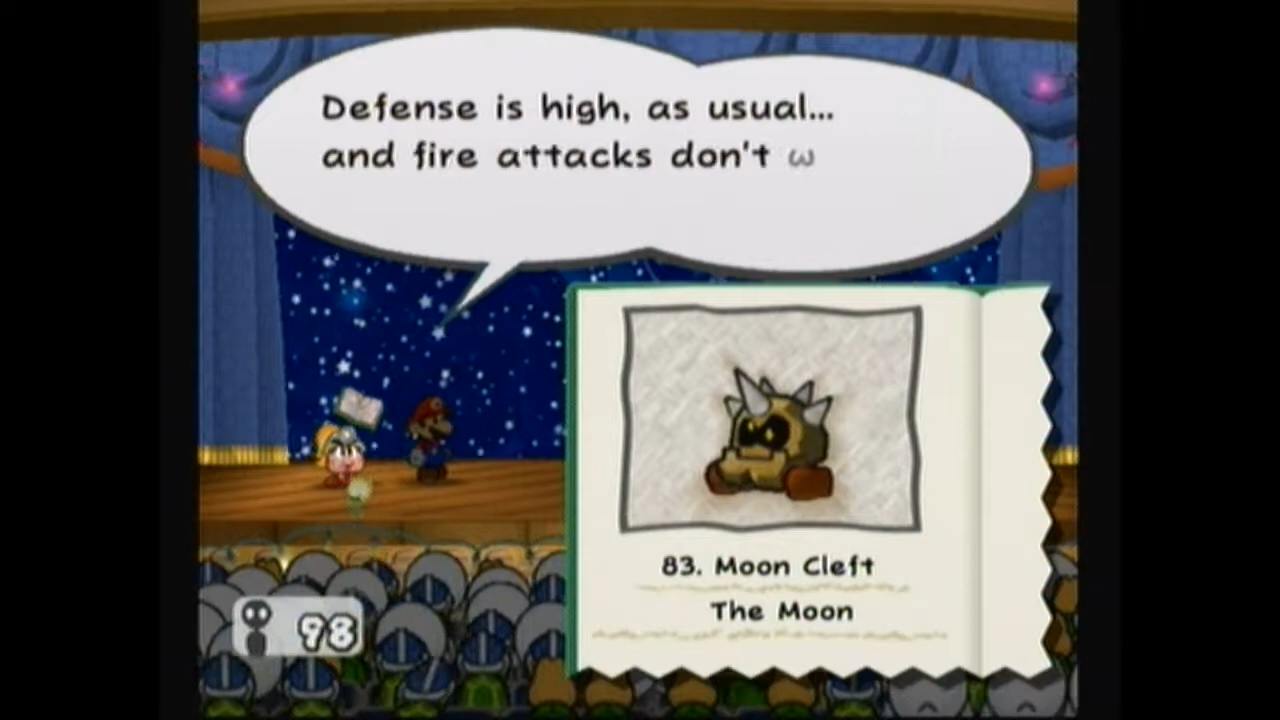 Defense is high, as usual...
and fire attacks don't w
83. Moon Cleft
The Moon
98